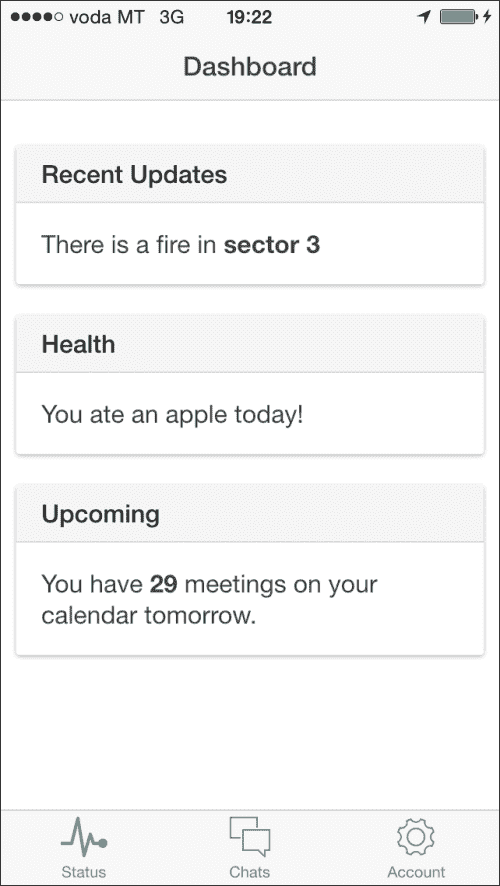 voda MT 3G 19:22
Dashboard
Recent Updates
There is a fire in sector 3
Health
You ate an apple today!
Upcoming
You have 29 meetings on your
calendar tomorrow.
Status Chats Account